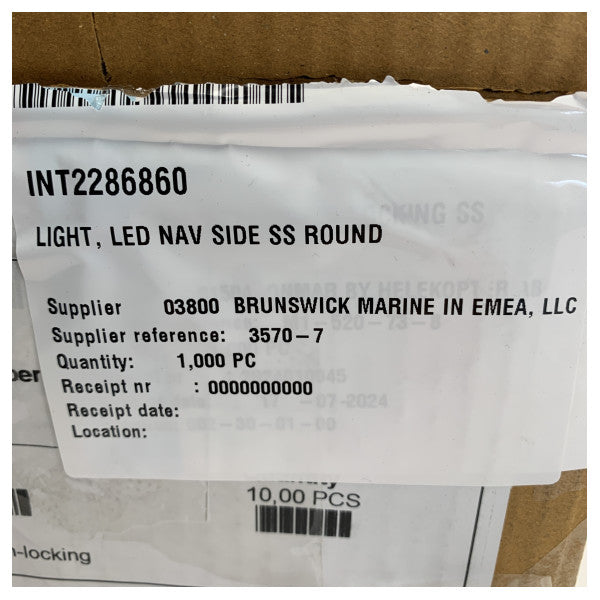 INT2286860
LIGHT, LED NAV SIDE SS ROUND
Supplier 03800 BRUNSWICK MARINE IN EMEA, LLC
Supplier reference: 3570-7
Quantity: 1,000 PC
Receipt nr : 0000000000
Receipt date:
Location:
10,00 PCS
-locking